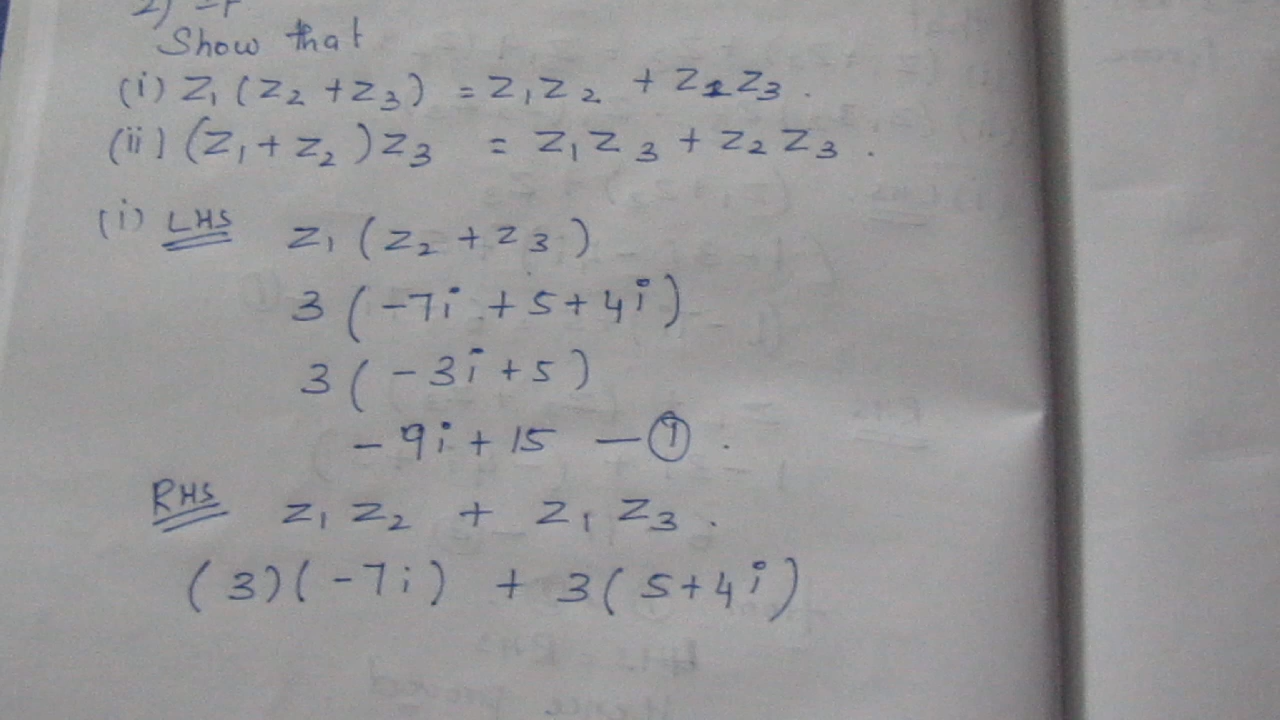 Show that
(i) Z₁ (Z₂ + Z₃) = Z₁Z₂ + Z₁Z₃.
(ii) (Z₁ + Z₂)Z₃ = Z₁Z₃ + Z₂Z₃.
(i) LHS Z₁ (Z₂ + Z₃)
3 (-7i + 5 + 4i)
3 (-3i + 5)
-9i + 15 — ①.
RHS Z₁ Z₂ + Z₁ Z₃.
(3)(-7i) + 3(5+4i)